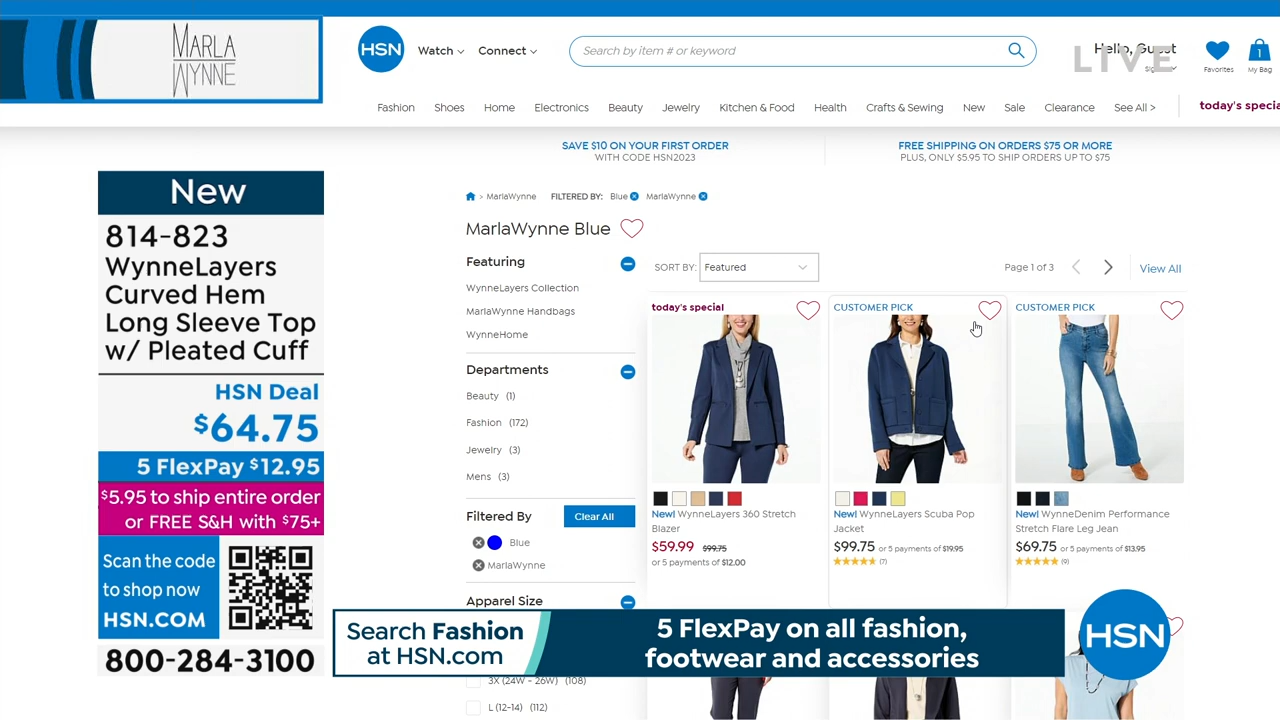 MARLA
WYNNE
HSN
Watch
Connect
Search by item # or keyword
Hello, Guest
LIVE
Favorites
1
My Bag
Fashion Shoes Home Electronics Beauty Jewelry Kitchen & Food Health Crafts & Sewing New Sale Clearance See All >
today's specia
SAVE $10 ON YOUR FIRST ORDER
WITH CODE HSN2023
FREE SHIPPING ON ORDERS $75 OR MORE
PLUS, ONLY $5.95 TO SHIP ORDERS UP TO $75
New
814-823
WynneLayers
Curved Hem
Long Sleeve Top
w/ Pleated Cuff
HSN Deal
$64.75
5 FlexPay $12.95
$5.95 to ship entire order
or FREE S&H with $75+
Scan the code
to shop now
HSN.COM
800-284-3100
> MarlaWynne FILTERED BY: Blue MarlaWynne
MarlaWynne Blue
Featuring
WynneLayers Collection
MarlaWynne Handbags
WynneHome
Departments
Beauty (1)
Fashion (172)
Jewelry (3)
Mens (3)
Filtered By
Clear All
Blue
MarlaWynne
Apparel Size
3X (24W - 26W) (108)
L (12-14) (112)
SORT BY: Featured
Page 1 of 3
View All
today's special
New! WynneLayers 360 Stretch
Blazer
$59.99 $99.75
or 5 payments of $12.00
CUSTOMER PICK
New! WynneLayers Scuba Pop
Jacket
$99.75 or 5 payments of $19.95
(7)
CUSTOMER PICK
New! WynneDenim Performance
Stretch Flare Leg Jean
$69.75 or 5 payments of $13.95
(9)
Search Fashion
at HSN.com
5 FlexPay on all fashion,
footwear and accessories
HSN